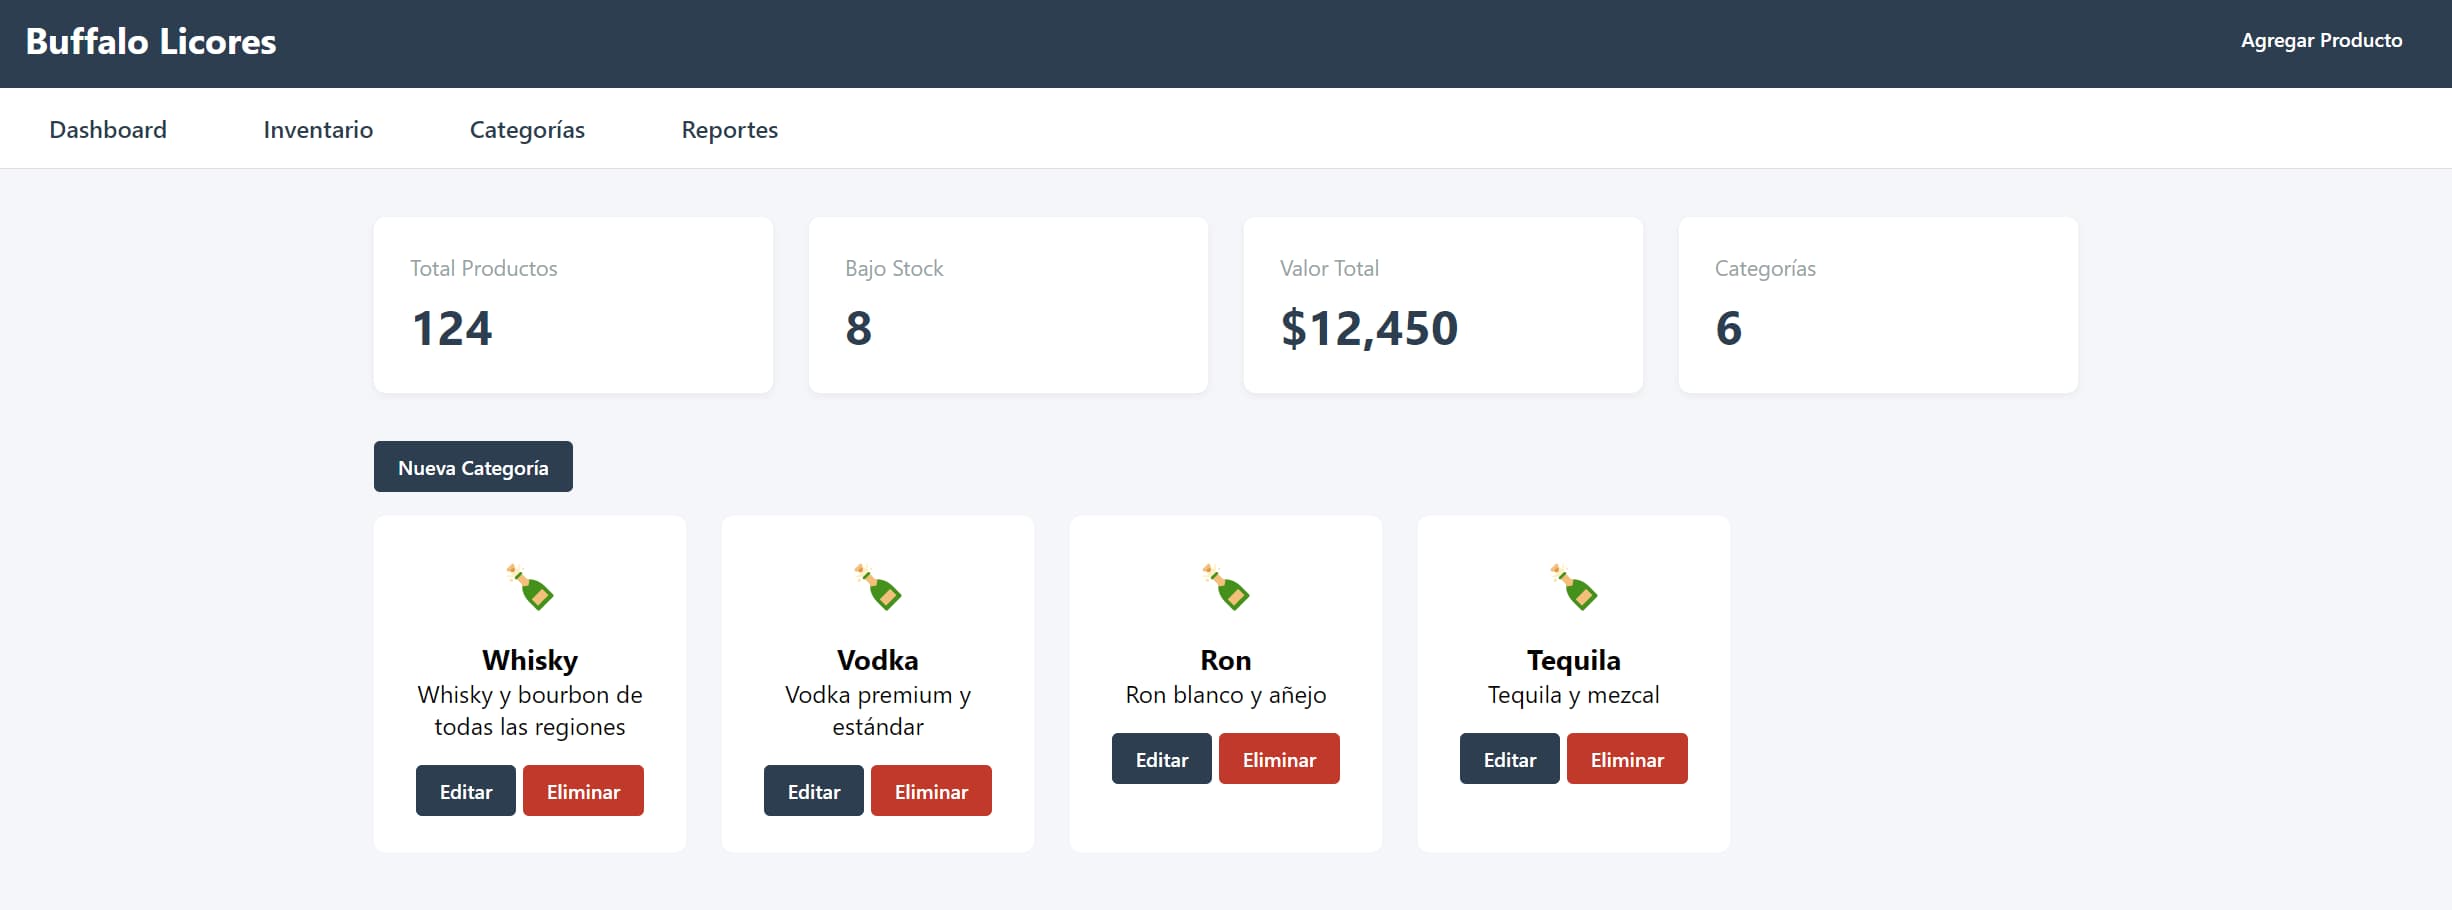 Buffalo Licores
Agregar Producto
Dashboard
Inventario
Categorías
Reportes
Total Productos
124
Bajo Stock
8
Valor Total
$12,450
Categorías
6
Nueva Categoría
Whisky
Whisky y bourbon de
todas las regiones
Editar
Eliminar
Vodka
Vodka premium y
estándar
Editar
Eliminar
Ron
Ron blanco y añejo
Editar
Eliminar
Tequila
Tequila y mezcal
Editar
Eliminar